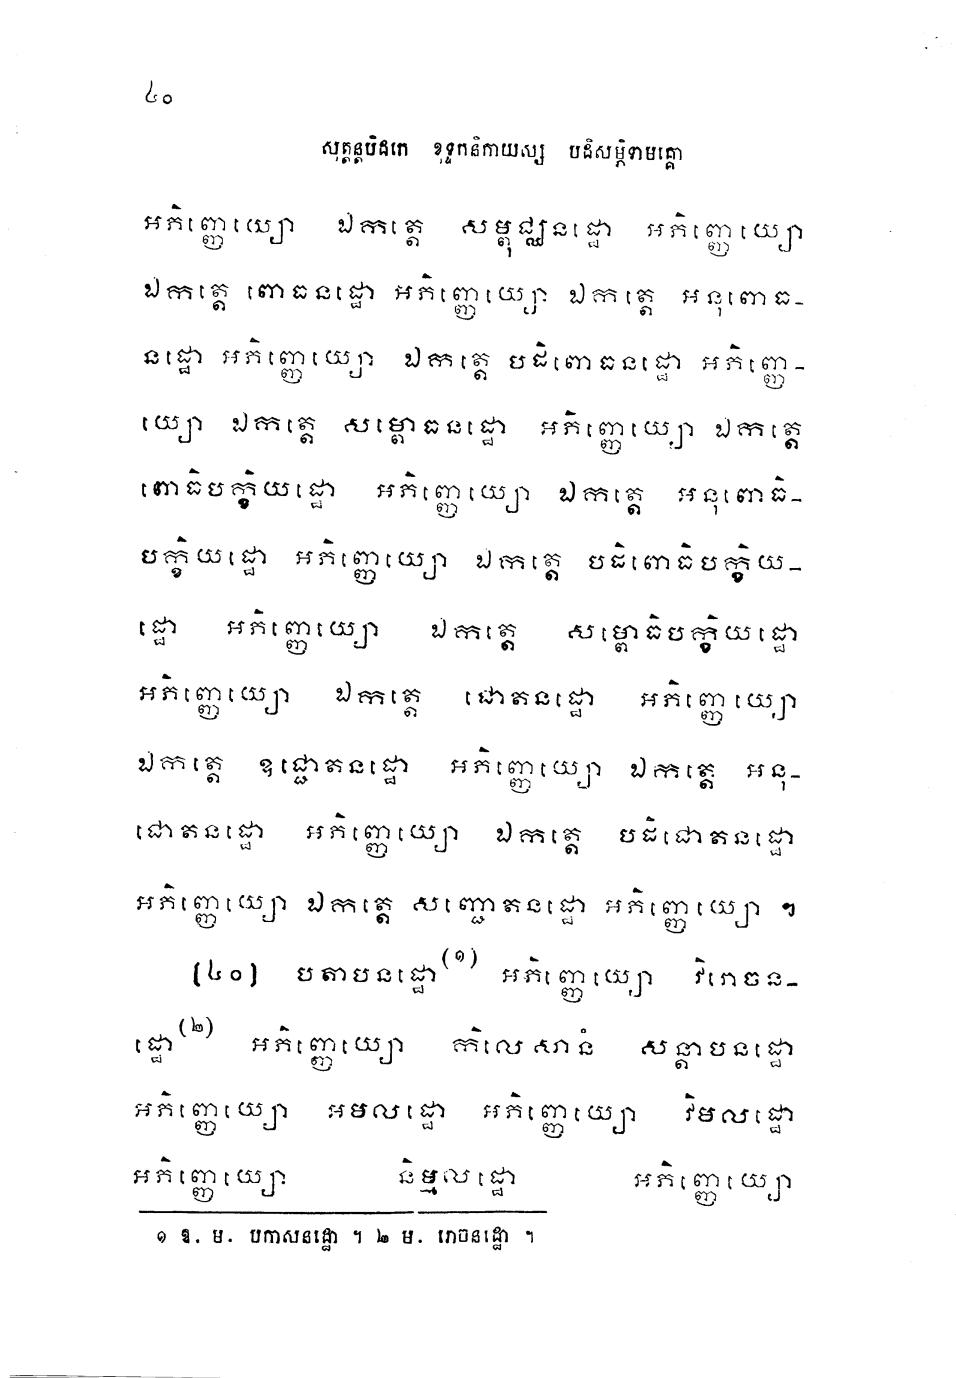 ៤០
សុត្តន្តបិដកេ ខុទ្ទកនិកាយស្ស បដិសម្ភិទាមគ្គោ
អភិញ្ញេយ្យោ ឯកត្តេ សម្ពុជ្ឈនដ្ឋោ អភិញ្ញេយ្យោ
ឯកត្តេ ពោធនដ្ឋោ អភិញ្ញេយ្យោ ឯកត្តេ អនុពោធ-
នដ្ឋោ អភិញ្ញេយ្យោ ឯកត្តេ បដិពោធនដ្ឋោ អភិញ្ញេ-
យ្យោ ឯកត្តេ សម្ពោធនដ្ឋោ អភិញ្ញេយ្យោ ឯកត្តេ
ពោធិបក្ខិយដ្ឋោ អភិញ្ញេយ្យោ ឯកត្តេ អនុពោធិ-
បក្ខិយដ្ឋោ អភិញ្ញេយ្យោ ឯកត្តេ បដិពោធិបក្ខិយ-
ដ្ឋោ អភិញ្ញេយ្យោ ឯកត្តេ សម្ពោធិបក្ខិយដ្ឋោ
អភិញ្ញេយ្យោ ឯកត្តេ ជោតនដ្ឋោ អភិញ្ញេយ្យោ
ឯកត្តេ ឧជ្ជោតនដ្ឋោ អភិញ្ញេយ្យោ ឯកត្តេ អនុ-
ជោតនដ្ឋោ អភិញ្ញេយ្យោ ឯកត្តេ បដិជោតនដ្ឋោ
អភិញ្ញេយ្យោ ឯកត្តេ សញ្ជោតនដ្ឋោ អភិញ្ញេយ្យោ ។
[៤០] បតាបនដ្ឋោ(១) អភិញ្ញេយ្យោ វិរោចន-
ដ្ឋោ(២) អភិញ្ញេយ្យោ កិលេសានំ សន្តាបនដ្ឋោ
អភិញ្ញេយ្យោ អមលដ្ឋោ អភិញ្ញេយ្យោ វិមលដ្ឋោ
អភិញ្ញេយ្យោ និម្មលដ្ឋោ អភិញ្ញេយ្យោ
១ ឱ. ម. បកាសនដ្ឋោ ។ ២ ម. រោចនដ្ឋោ ។